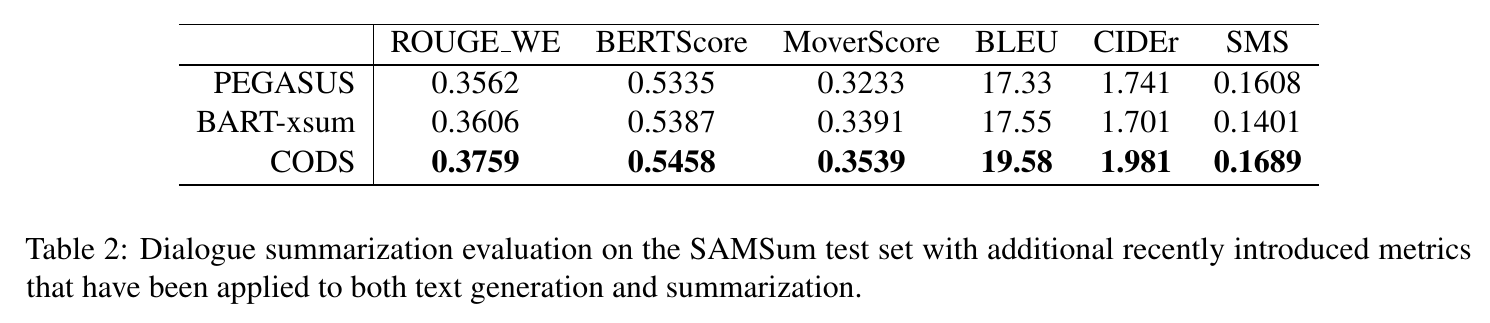 ROUGE_WE BERTScore MoverScore BLEU CIDEr SMS
PEGASUS 0.3562 0.5335 0.3233 17.33 1.741 0.1608
BART-xsum 0.3606 0.5387 0.3391 17.55 1.701 0.1401
CODS 0.3759 0.5458 0.3539 19.58 1.981 0.1689
Table 2: Dialogue summarization evaluation on the SAMSum test set with additional recently introduced metrics
that have been applied to both text generation and summarization.